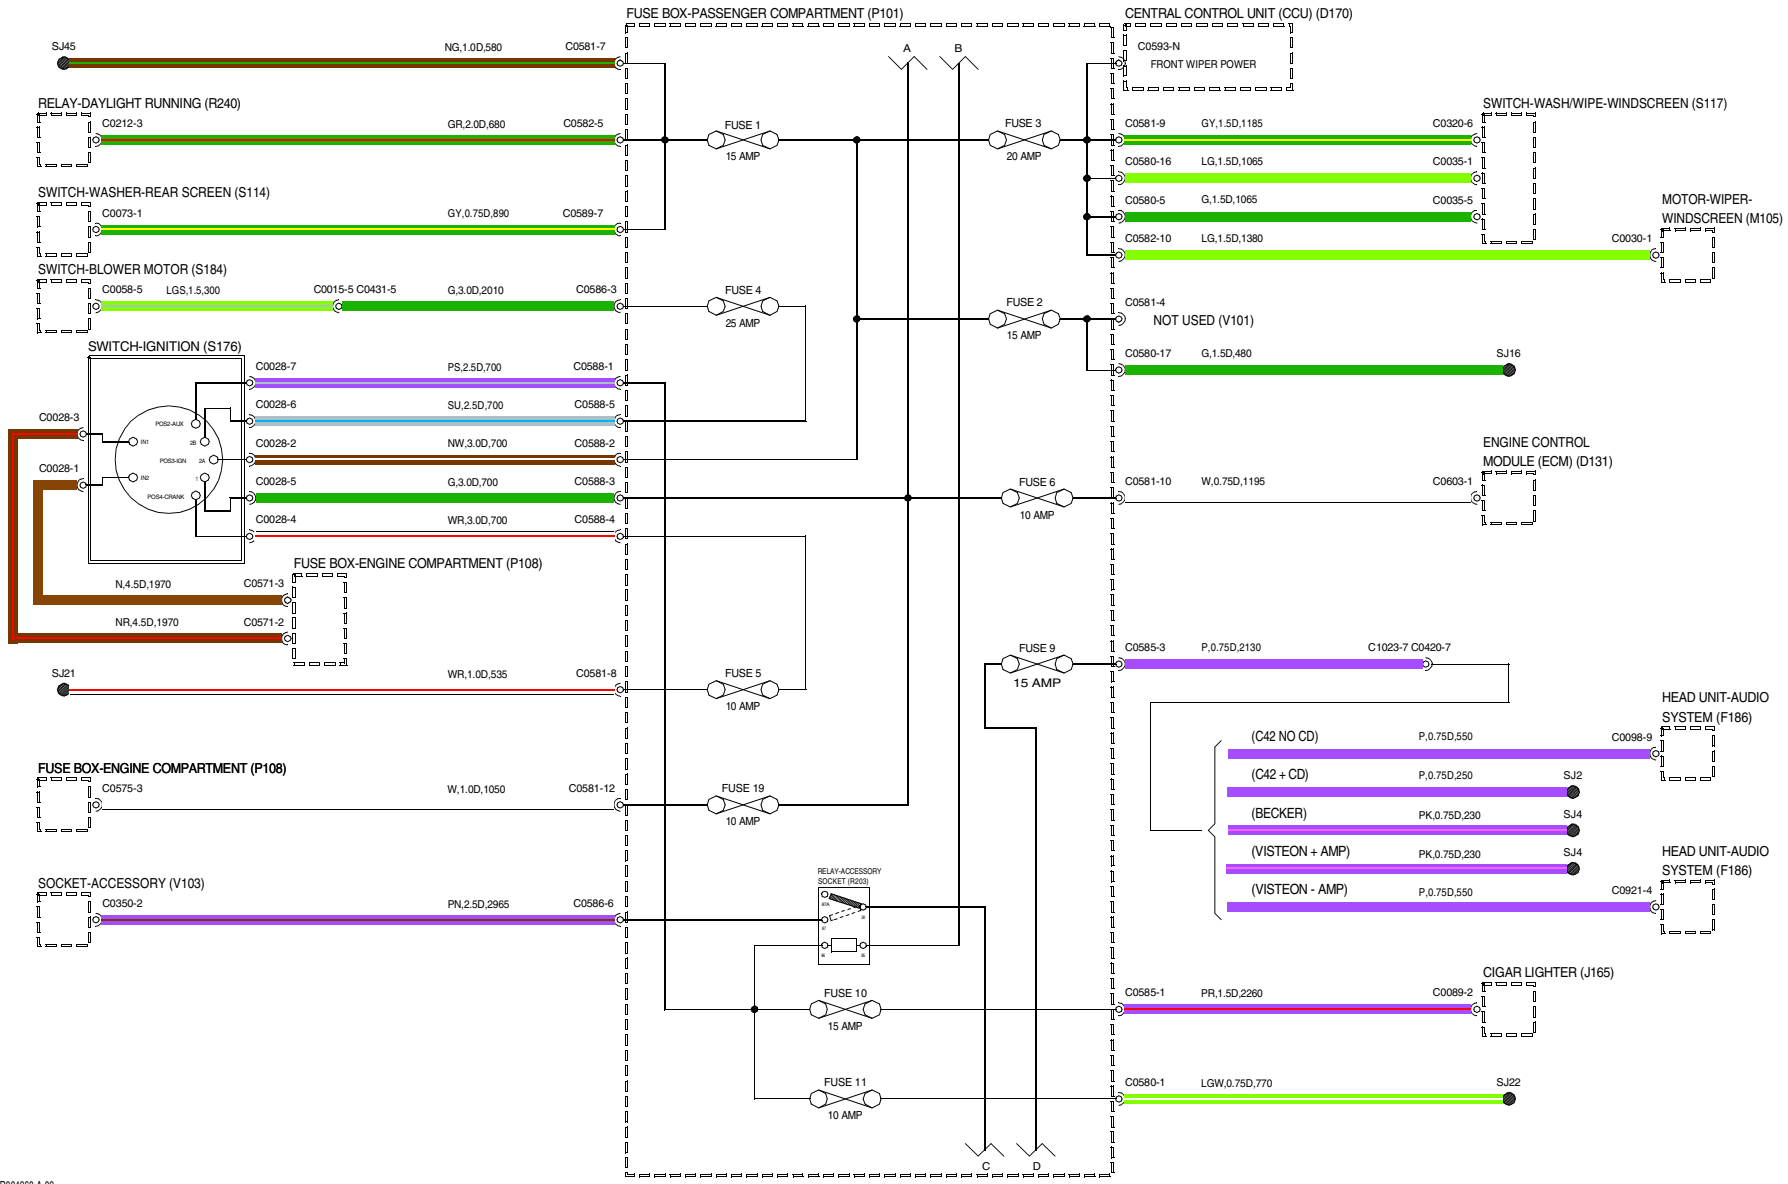 FUSE BOX-PASSENGER COMPARTMENT (P101)
CENTRAL CONTROL UNIT (CCU) (D170)
SJ45
NG,1.0D,580
C0581-7
A
B
C0593-N
FRONT WIPER POWER
RELAY-DAYLIGHT RUNNING (R240)
C0212-3
GR,2.0D,680
C0582-5
FUSE 1
15 AMP
FUSE 3
20 AMP
SWITCH-WASH/WIPE-WINDSCREEN (S117)
C0581-9
GY,1.5D,1185
C0320-6
C0580-16
LG,1.5D,1065
C0035-1
C0580-5
G,1.5D,1065
C0035-5
C0582-10
LG,1.5D,1380
C0030-1
MOTOR-WIPER-
WINDSCREEN (M105)
SWITCH-WASHER-REAR SCREEN (S114)
C0073-1
GY,0.75D,890
C0589-7
SWITCH-BLOWER MOTOR (S184)
C0058-5
LGS,1.5,300
C0015-5 C0431-5
G,3.0D,2010
C0586-3
FUSE 4
25 AMP
FUSE 2
15 AMP
C0581-4
NOT USED (V101)
C0580-17
G,1.5D,480
SJ16
SWITCH-IGNITION (S176)
C0028-7
PS,2.5D,700
C0588-1
C0028-6
SU,2.5D,700
C0588-5
C0028-2
NW,3.0D,700
C0588-2
C0028-5
G,3.0D,700
C0588-3
C0028-4
WR,3.0D,700
C0588-4
C0028-3
C0028-1
POS2-AUX
IN1
2B
POS3-IGN
2A
IN2
1
POS4-CRANK
FUSE 6
10 AMP
C0581-10
W,0.75D,1195
C0603-1
ENGINE CONTROL
MODULE (ECM) (D131)
FUSE BOX-ENGINE COMPARTMENT (P108)
N,4.5D,1970
C0571-3
NR,4.5D,1970
C0571-2
SJ21
WR,1.0D,535
C0581-8
FUSE 5
10 AMP
FUSE 9
15 AMP
C0585-3
P,0.75D,2130
C1023-7 C0420-7
HEAD UNIT-AUDIO
SYSTEM (F186)
(C42 NO CD)
P,0.75D,550
C0098-9
(C42 + CD)
P,0.75D,250
SJ2
(BECKER)
PK,0.75D,230
SJ4
(VISTEON + AMP)
PK,0.75D,230
SJ4
(VISTEON - AMP)
P,0.75D,550
C0921-4
HEAD UNIT-AUDIO
SYSTEM (F186)
FUSE BOX-ENGINE COMPARTMENT (P108)
C0575-3
W,1.0D,1050
C0581-12
FUSE 19
10 AMP
SOCKET-ACCESSORY (V103)
C0350-2
PN,2.5D,2965
C0586-6
RELAY-ACCESSORY
SOCKET (R203)
87A
87
FUSE 10
15 AMP
C0585-1
PR,1.5D,2260
C0089-2
CIGAR LIGHTER (J165)
FUSE 11
10 AMP
C0580-1
LGW,0.75D,770
SJ22
C
D